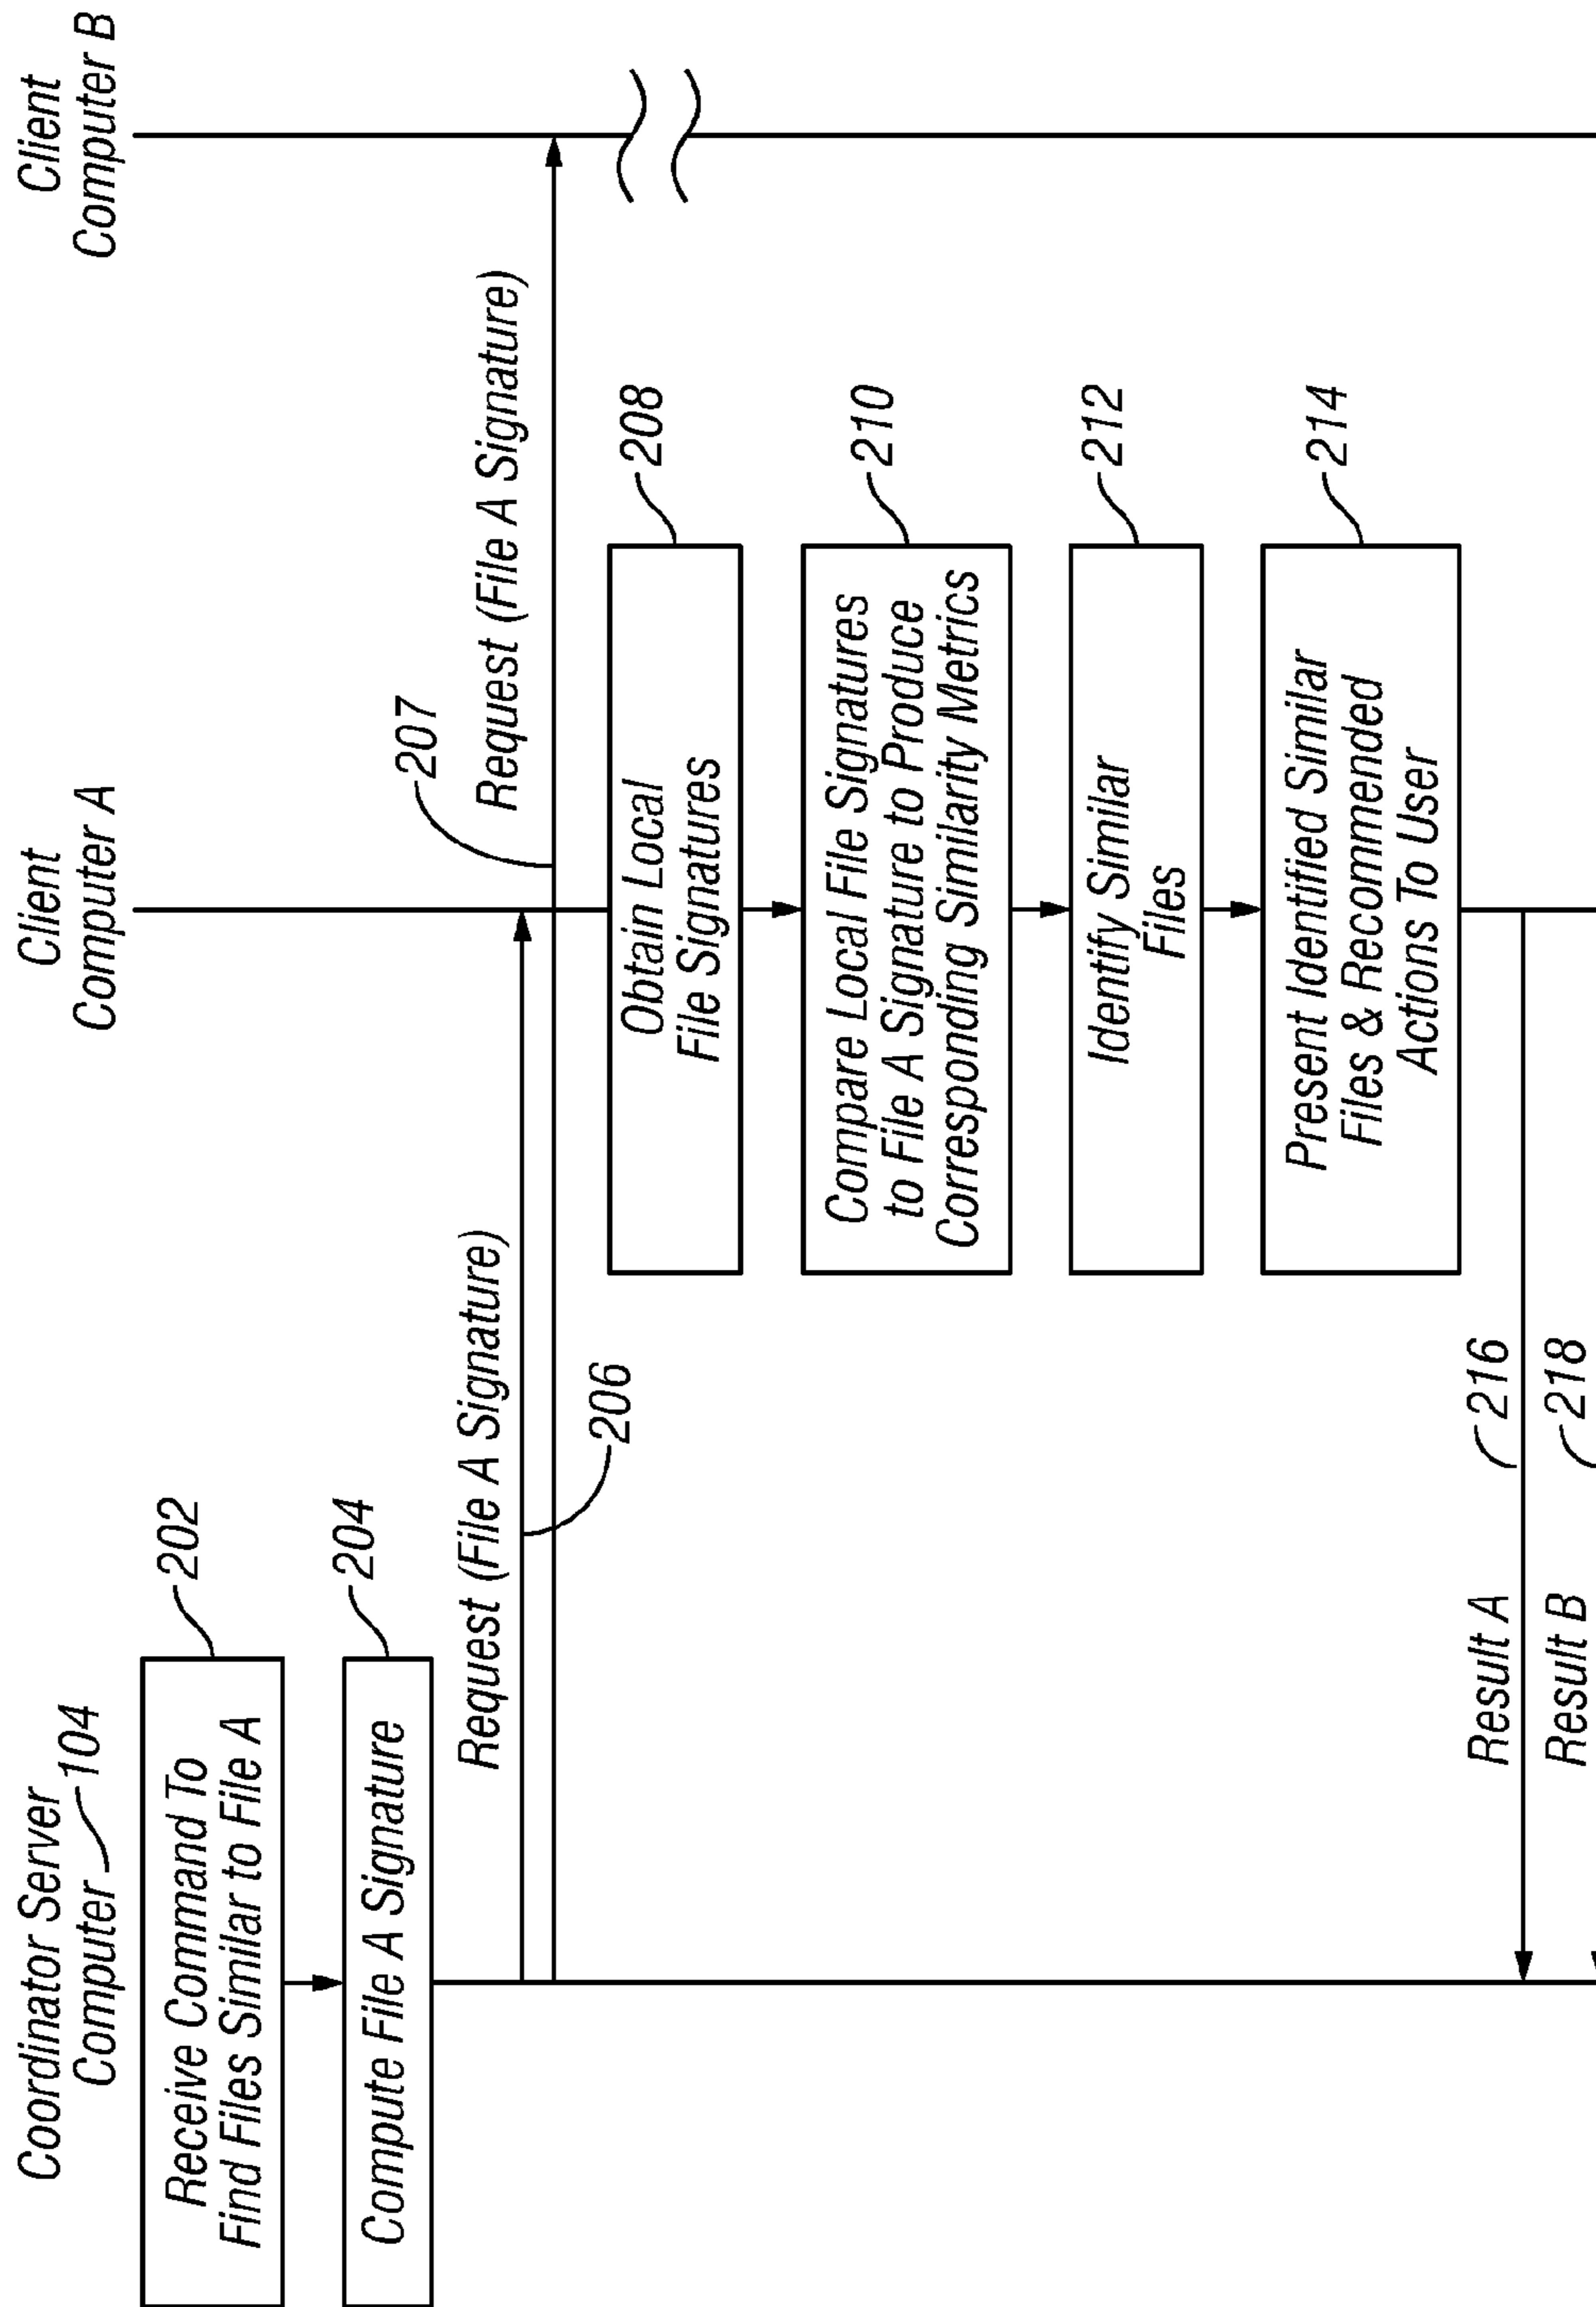 Coordinator Server
Computer
104
Client
Computer A
Client
Computer B
Receive Command To
Find Files Similar to File A
202
Compute File A Signature
204
Request (File A Signature)
206
207
Request (File A Signature)
Obtain Local
File Signatures
208
Compare Local File Signatures
to File A Signature to Produce
Corresponding Similarity Metrics
210
Identify Similar
Files
212
Present Identified Similar
Files & Recommended
Actions To User
214
Result A
216
Result B
218